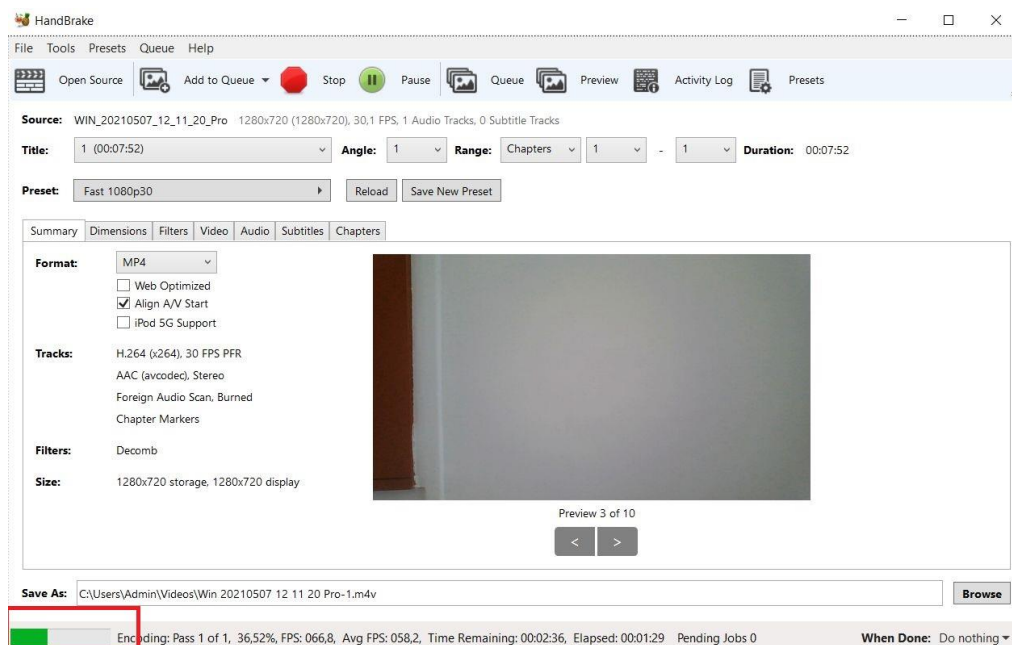 HandBrake
File Tools Presets Queue Help
Open Source Add to Queue Stop Pause Queue Preview Activity Log Presets
Source: WIN_20210507_12_11_20_Pro 1280x720 (1280x720), 30,1 FPS, 1 Audio Tracks, 0 Subtitle Tracks
Title: 1 (00:07:52) Angle: 1 Range: Chapters 1 - 1 Duration: 00:07:52
Preset: Fast 1080p30 Reload Save New Preset
Summary Dimensions Filters Video Audio Subtitles Chapters
Format: MP4
Web Optimized
Align A/V Start
iPod 5G Support
Tracks: H.264 (x264), 30 FPS PFR
AAC (avcodec), Stereo
Foreign Audio Scan, Burned
Chapter Markers
Filters: Decomb
Size: 1280x720 storage, 1280x720 display
Preview 3 of 10
< >
Save As: C:\Users\Admin\Videos\Win 20210507 12 11 20 Pro-1.m4v Browse
Encoding: Pass 1 of 1, 36,52%, FPS: 066,8, Avg FPS: 058,2, Time Remaining: 00:02:36, Elapsed: 00:01:29 Pending Jobs 0 When Done: Do nothing